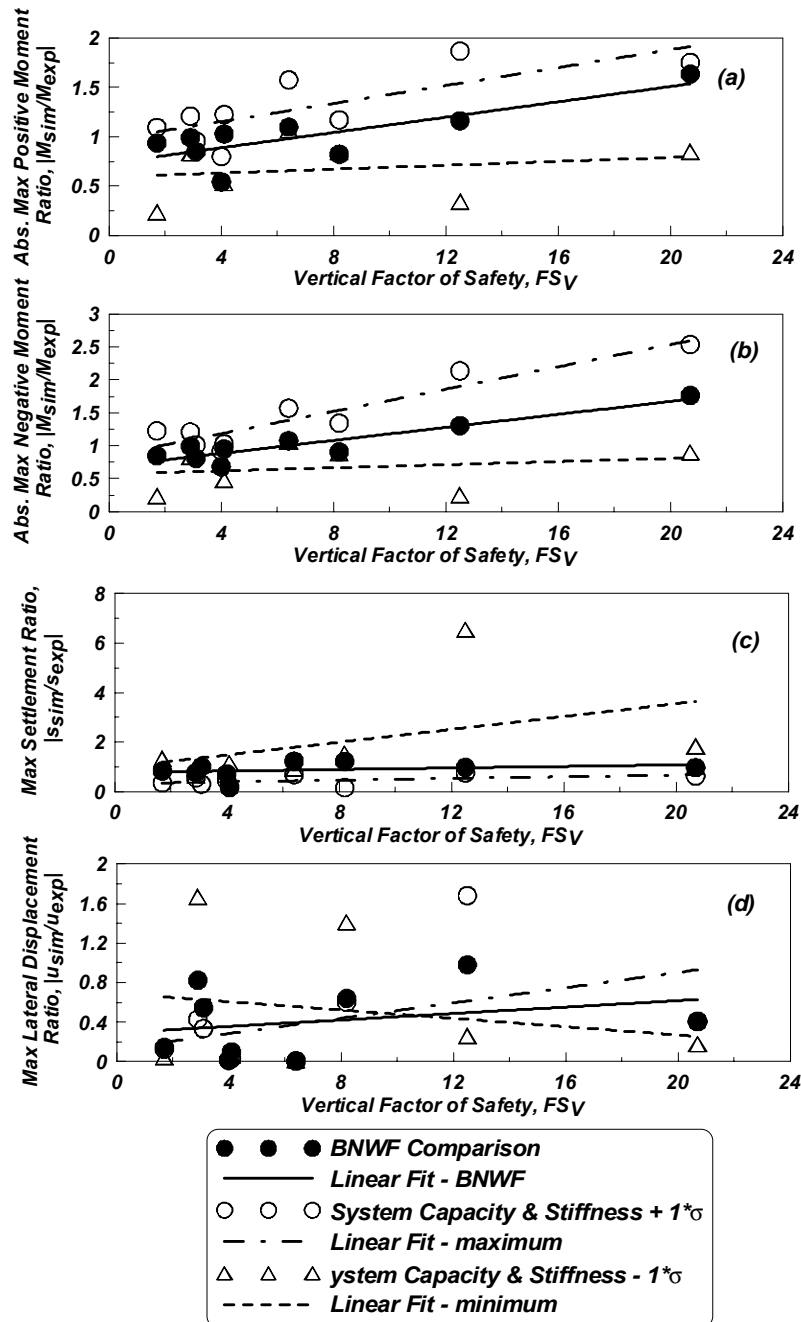 Abs. Max Positive Moment
Ratio, |Msim/Mexp|
2
1.5
1
0.5
0
(a)
0 4 8 12 16 20 24
Vertical Factor of Safety, FSV
Abs. Max Negative Moment
Ratio, |Msim/Mexp|
3
2.5
2
1.5
1
0.5
0
(b)
0 4 8 12 16 20 24
Vertical Factor of Safety, FSV
Max Settlement Ratio,
|ssim/sexp|
8
6
4
2
0
(c)
0 4 8 12 16 20 24
Vertical Factor of Safety, FSV
Max Lateral Displacement
Ratio, |usim/uexp|
2
1.6
1.2
0.8
0.4
0
(d)
0 4 8 12 16 20 24
Vertical Factor of Safety, FSV
BNWF Comparison
Linear Fit - BNWF
System Capacity & Stiffness + 1*σ
Linear Fit - maximum
ystem Capacity & Stiffness - 1*σ
Linear Fit - minimum